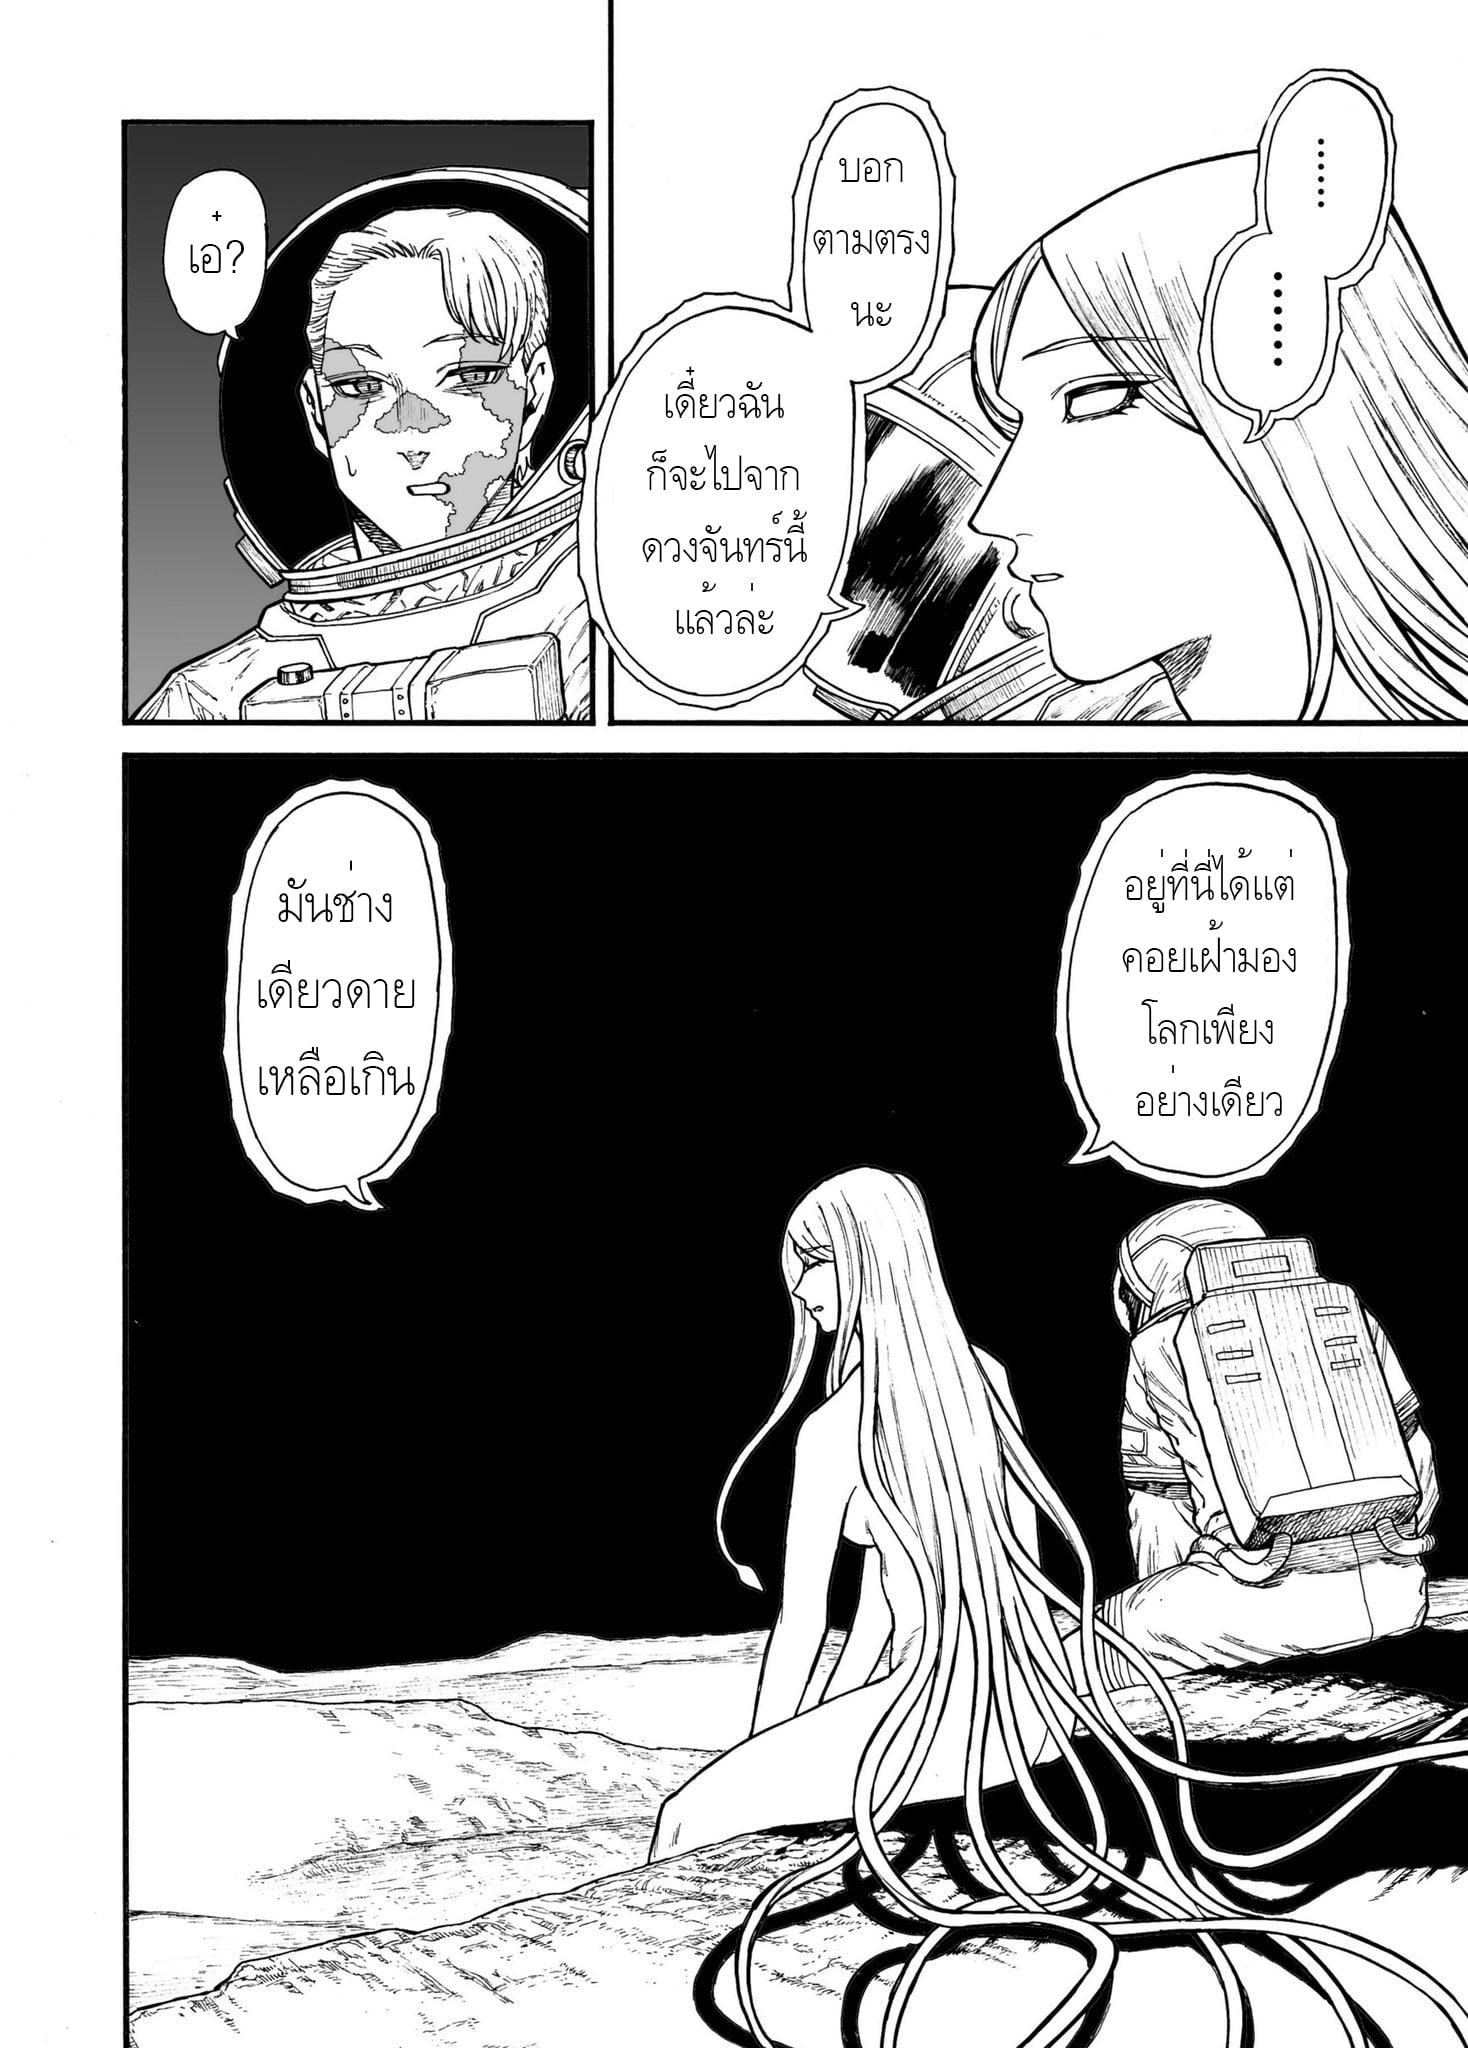 ......
.......
บอก
ตามตรง
นะ
เดี๋ยวฉัน
ก็จะไปจาก
ดวงจันทร์นี้
แล้วล่ะ
เอ๋?
อยู่ที่นี่ได้แต่
คอยเฝ้ามอง
โลกเพียง
อย่างเดียว
มันช่าง
เดียวดาย
เหลือเกิน